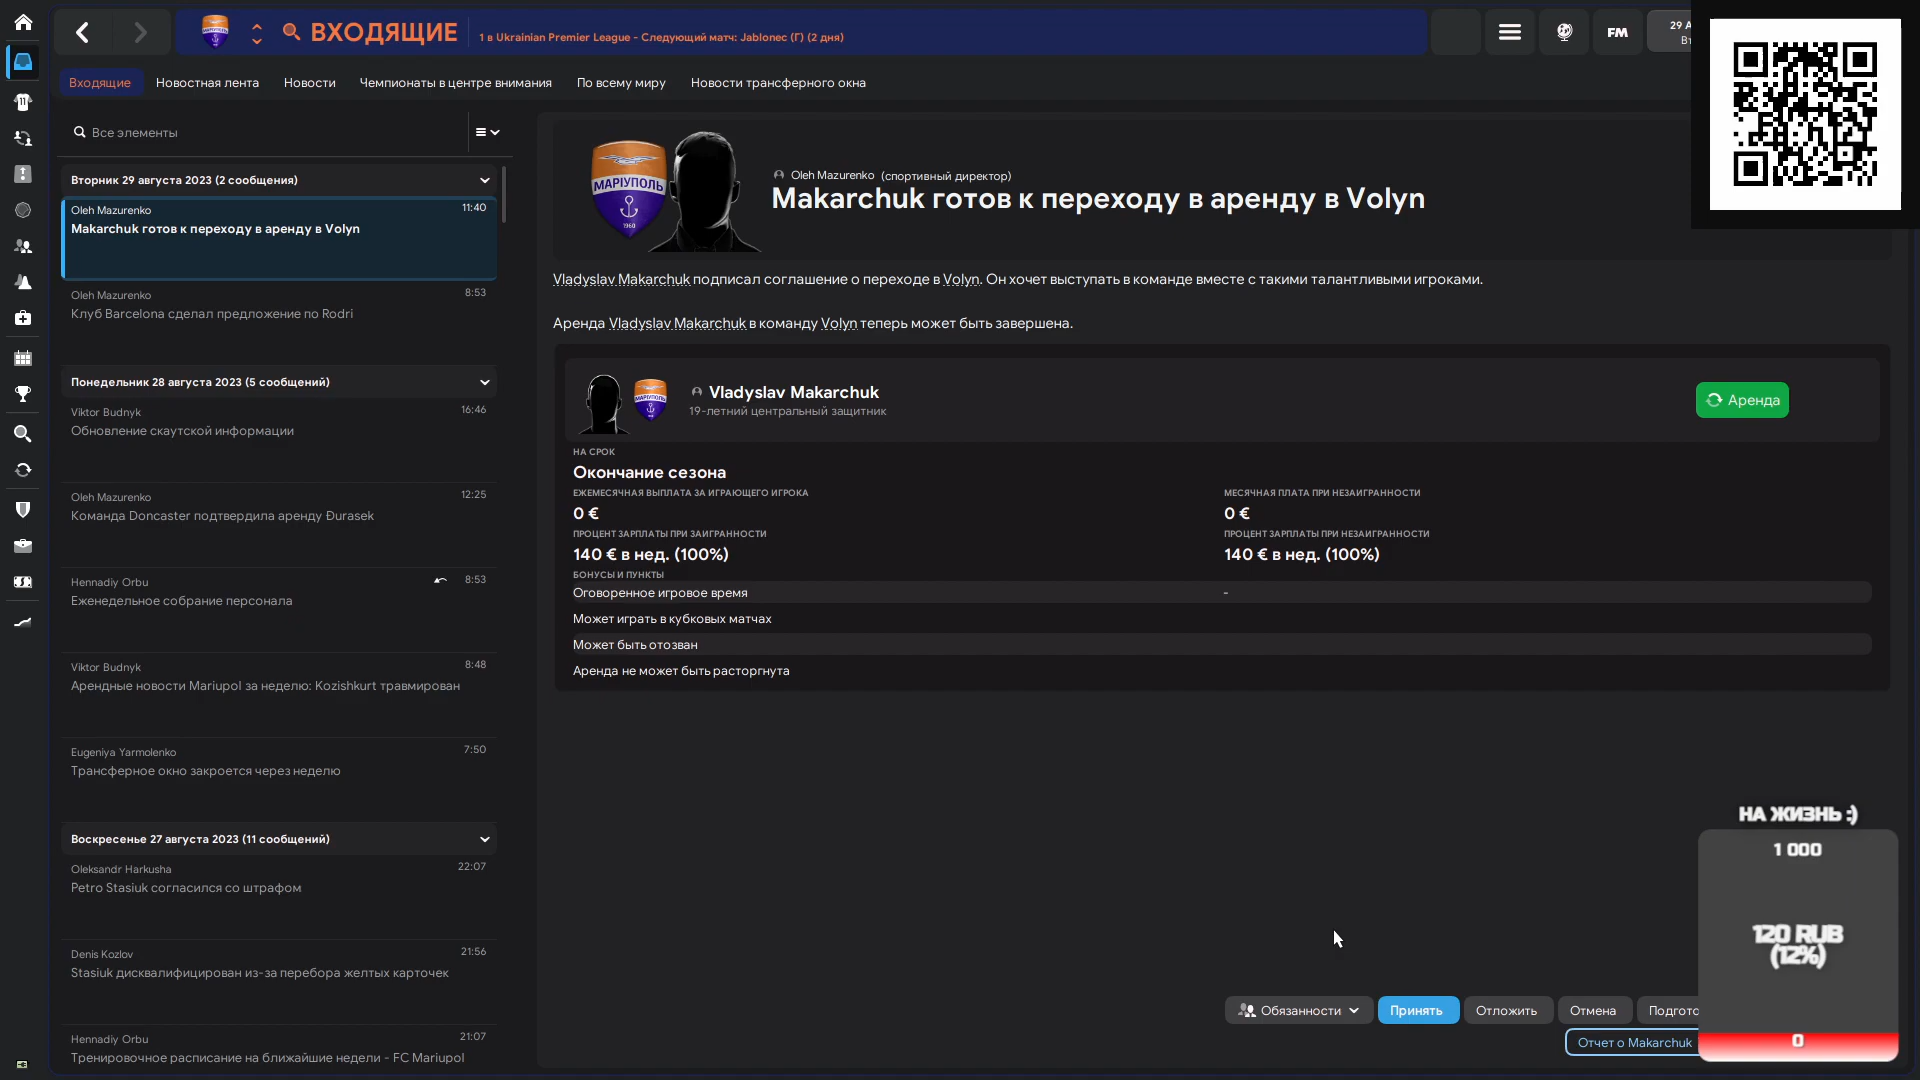 ВХОДЯЩИЕ
1 в Ukrainian Premier League - Следующий матч: Jablonec (Г) (2 дня)
FM
29 А
Вт
Входящие
Новостная лента
Новости
Чемпионаты в центре внимания
По всему миру
Новости трансферного окна
Все элементы
Вторник 29 августа 2023 (2 сообщения)
Oleh Mazurenko 11:40
Makarchuk готов к переходу в аренду в Volyn
Oleh Mazurenko 8:53
Клуб Barcelona сделал предложение по Rodri
Понедельник 28 августа 2023 (5 сообщений)
Viktor Budnyk 16:46
Обновление скаутской информации
Oleh Mazurenko 12:25
Команда Doncaster подтвердила аренду Đurasek
Hennadiy Orbu 8:53
Еженедельное собрание персонала
Viktor Budnyk 8:48
Арендные новости Mariupol за неделю: Kozishkurt травмирован
Eugeniya Yarmolenko 7:50
Трансферное окно закроется через неделю
Воскресенье 27 августа 2023 (11 сообщений)
Oleksandr Harkusha 22:07
Petro Stasiuk согласился со штрафом
Denis Kozlov 21:56
Stasiuk дисквалифицирован из-за перебора желтых карточек
Hennadiy Orbu 21:07
Тренировочное расписание на ближайшие недели - FC Mariupol
МАРІУПОЛЬ
1960
Oleh Mazurenko (спортивный директор)
Makarchuk готов к переходу в аренду в Volyn
Vladyslav Makarchuk подписал соглашение о переходе в Volyn. Он хочет выступать в команде вместе с такими талантливыми игроками.
Аренда Vladyslav Makarchuk в команду Volyn теперь может быть завершена.
МАРІУПОЛЬ
Vladyslav Makarchuk
19-летний центральный защитник
Аренда
НА СРОК
Окончание сезона
ЕЖЕМЕСЯЧНАЯ ВЫПЛАТА ЗА ИГРАЮЩЕГО ИГРОКА
МЕСЯЧНАЯ ПЛАТА ПРИ НЕЗАИГРАННОСТИ
0 €
0 €
ПРОЦЕНТ ЗАРПЛАТЫ ПРИ ЗАИГРАННОСТИ
ПРОЦЕНТ ЗАРПЛАТЫ ПРИ НЕЗАИГРАННОСТИ
140 € в нед. (100%)
140 € в нед. (100%)
БОНУСЫ И ПУНКТЫ
Оговоренное игровое время -
Может играть в кубковых матчах
Может быть отозван
Аренда не может быть расторгнута
Обязанности
Принять
Отложить
Отмена
Подгото
Отчет о Makarchuk
НА ЖИЗНЬ :)
1 000
120 RUB
(12%)
0